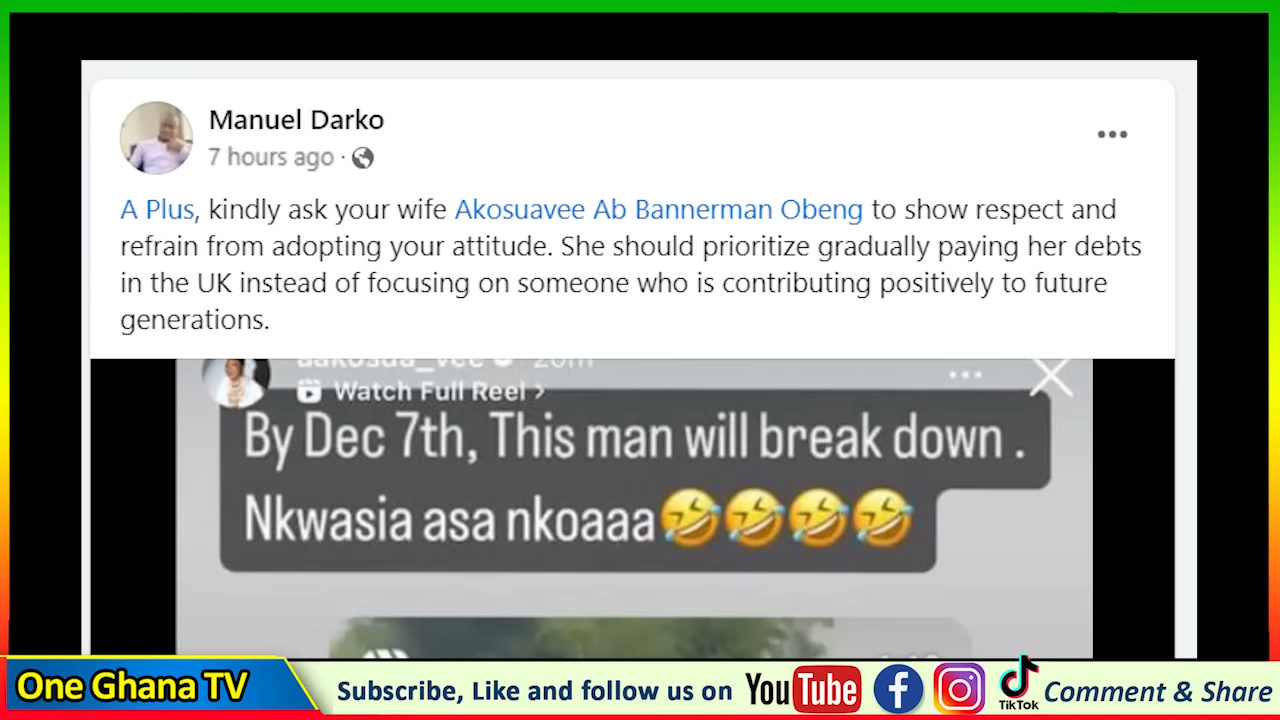 Manuel Darko
7 hours ago ·
A Plus, kindly ask your wife Akosuavee Ab Bannerman Obeng to show respect and
refrain from adopting your attitude. She should prioritize gradually paying her debts
in the UK instead of focusing on someone who is contributing positively to future
generations.
aakosua_vee 20m
Watch Full Reel >
By Dec 7th, This man will break down .
Nkwasia asa nkoaaa🤣🤣🤣🤣
One Ghana TV
Subscribe, Like and follow us on YouTube TikTok Comment & Share